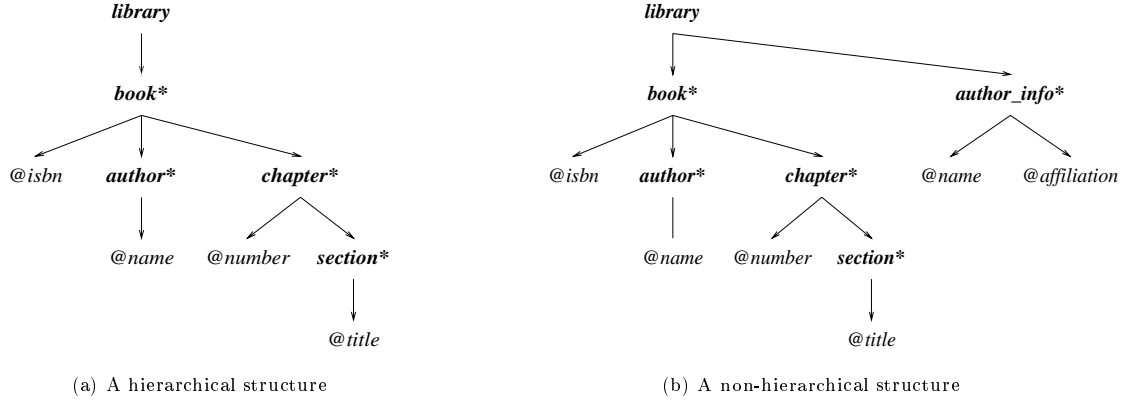 library
book*
@isbn author* chapter*
@name @number section*
@title
(a) A hierarchical structure
library
book* author_info*
@isbn author* chapter* @name @affiliation
@name @number section*
@title
(b) A non-hierarchical structure